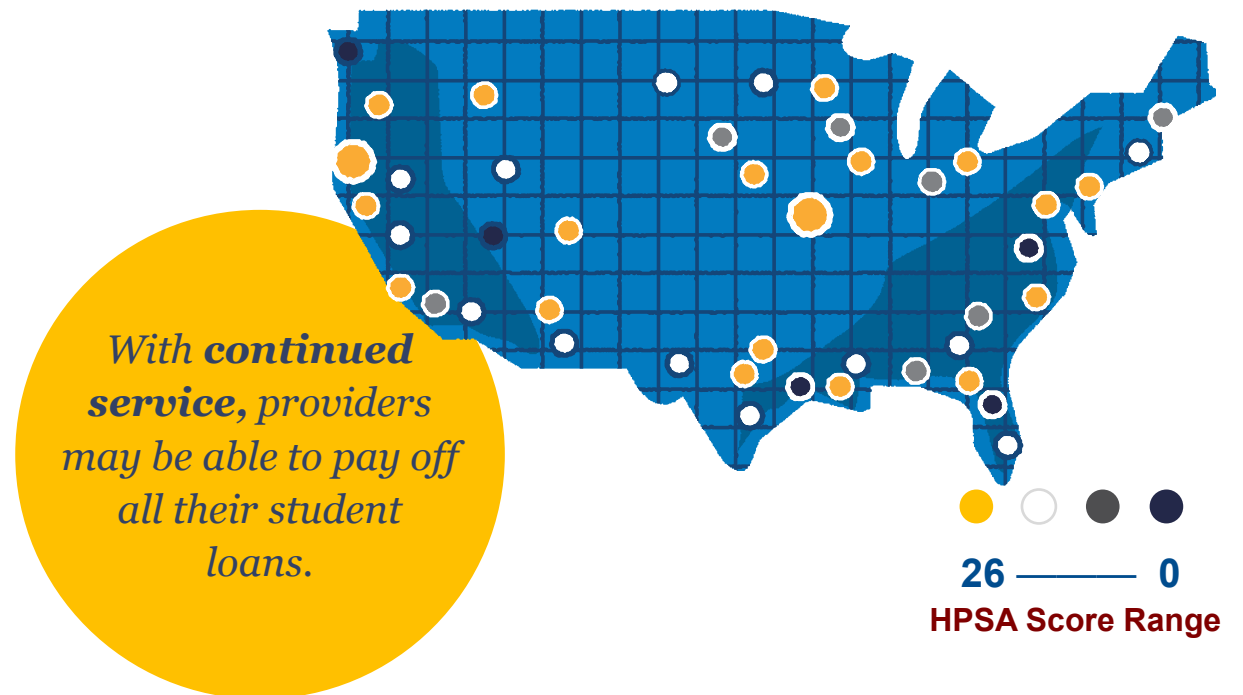 With continued
service, providers
may be able to pay off
all their student
loans.
26 ——— 0
HPSA Score Range